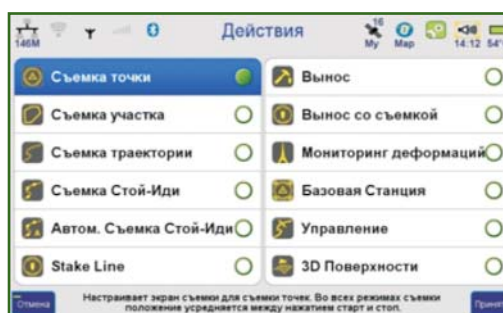 Действия
146M
16
Му
Map
14:12
54°
Съемка точки
Съемка участка
Съемка траектории
Съемка Стой-Иди
Автом. Съемка Стой-Иди
Stake Line
Вынос
Вынос со съемкой
Мониторинг деформаций
Базовая Станция
Управление
3D Поверхности
Отмена
Настраивает экран съемки для съемки точек. Во всех режимах съемки
положение усредняется между нажатием старт и стоп.
Принят